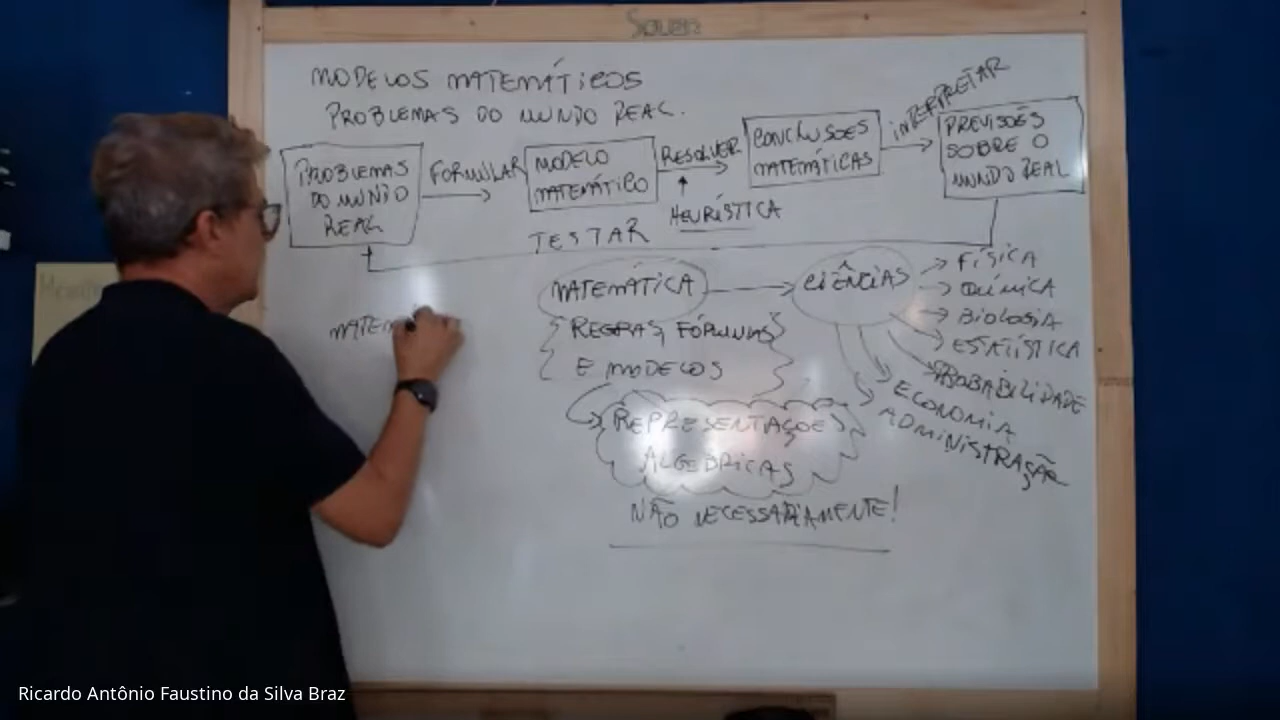 Souza
MODELOS MATEMÁTICOS
PROBLEMAS DO MUNDO REAL.
PROBLEMAS
DO MUNDO
REAL
FORMULAR
MODELO
MATEMÁTICO
RESOLVER
HEURÍSTICA
CONCLUSÕES
MATEMÁTICAS
INTERPRETAR
PREVISÕES
SOBRE O
MUNDO REAL
TESTAR
MATEMÁTICA
REGRAS, FÓRMULAS
E MODELOS
REPRESENTAÇÕES
ALGÉBRICAS
NÃO NECESSARIAMENTE!
CIÊNCIAS
FÍSICA
QUÍMICA
BIOLOGIA
ESTATÍSTICA
PROBABILIDADE
ECONOMIA
ADMINISTRAÇÃO
MATEM
Ricardo Antônio Faustino da Silva Braz